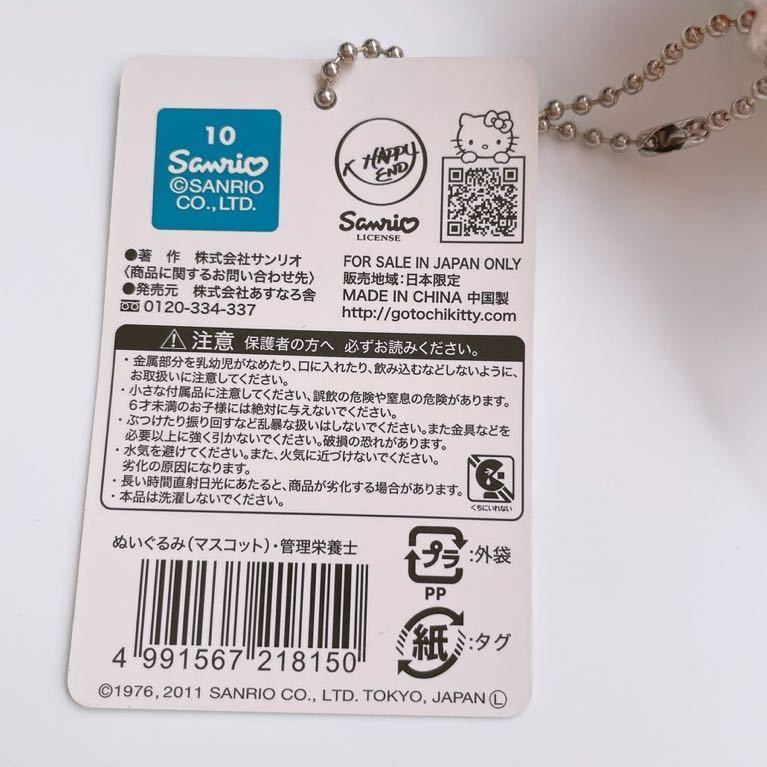 10
Sanrio
©SANRIO
CO., LTD.
K HAPPY
END
Sanrio
LICENSE
●著 作 株式会社サンリオ
〈商品に関するお問い合わせ先〉
●発売元 株式会社あすなろ舎
0120-334-337
FOR SALE IN JAPAN ONLY
販売地域:日本限定
MADE IN CHINA 中国製
http://gotochikitty.com
注意 保護者の方へ 必ずお読みください。
・金属部分を乳幼児がなめたり、口に入れたり、飲み込むなどしないように、
お取扱いに注意してください。
・小さな付属品に注意してください、誤飲の危険や窒息の危険があります。
6才未満のお子様には絶対に与えないでください。
・ぶつけたり振り回すなど乱暴な扱いはしないでください。また金具などを
必要以上に強く引かないでください。破損の恐れがあります。
・水気を避けてください。また、火気に近づけないでください。
劣化の原因になります。
・長い時間直射日光にあたると、商品が劣化する場合があります。
・本品は洗濯しないでください。
くちにいれない
ぬいぐるみ(マスコット)・管理栄養士
4 991567 218150
プラ:外袋
PP
紙:タグ
©1976, 2011 SANRIO CO., LTD. TOKYO, JAPAN Ⓛ